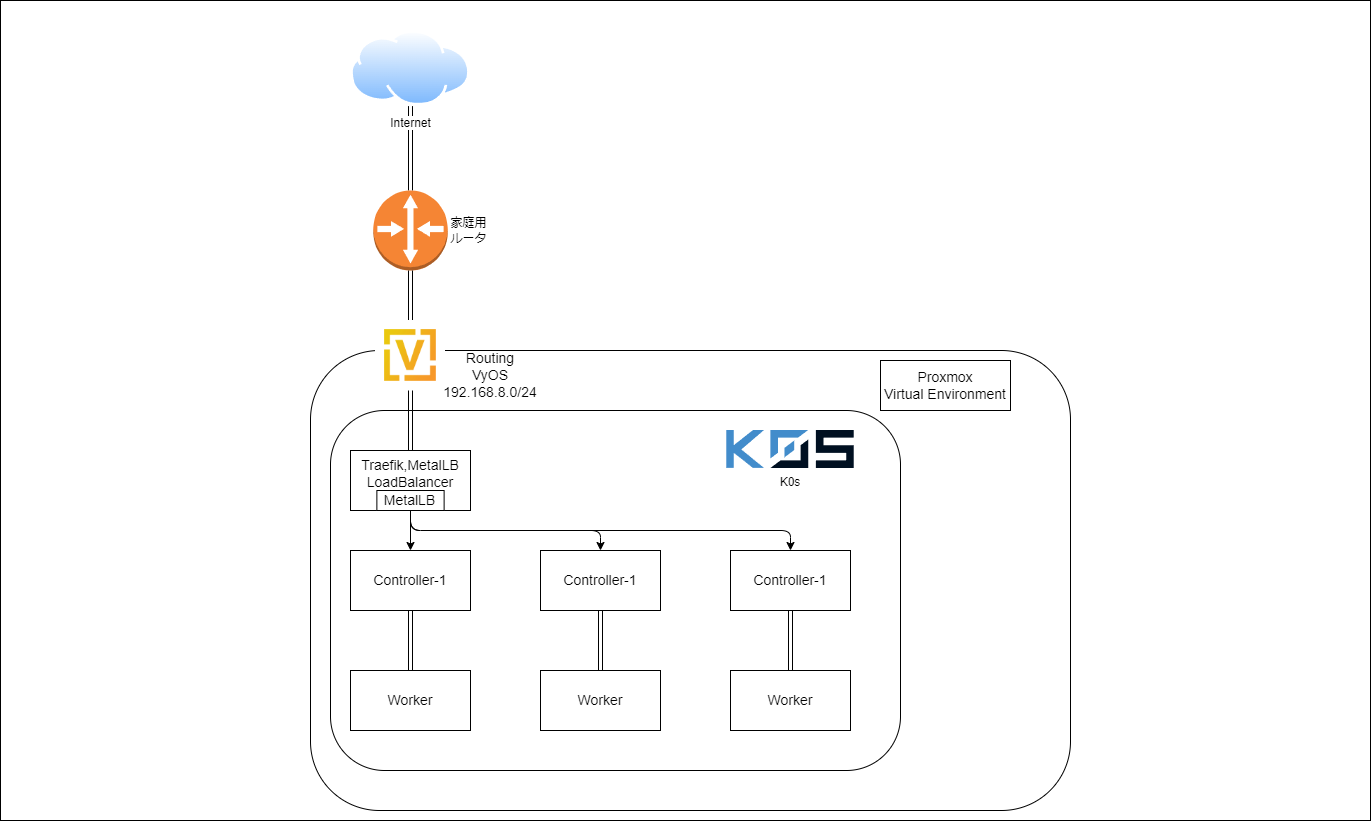 Internet
家庭用
ルータ
V
Routing
VyOS
192.168.8.0/24
Proxmox
Virtual Environment
K0S
K0s
Traefik,MetalLB
LoadBalancer
MetalLB
Controller-1
Controller-1
Controller-1
Worker
Worker
Worker